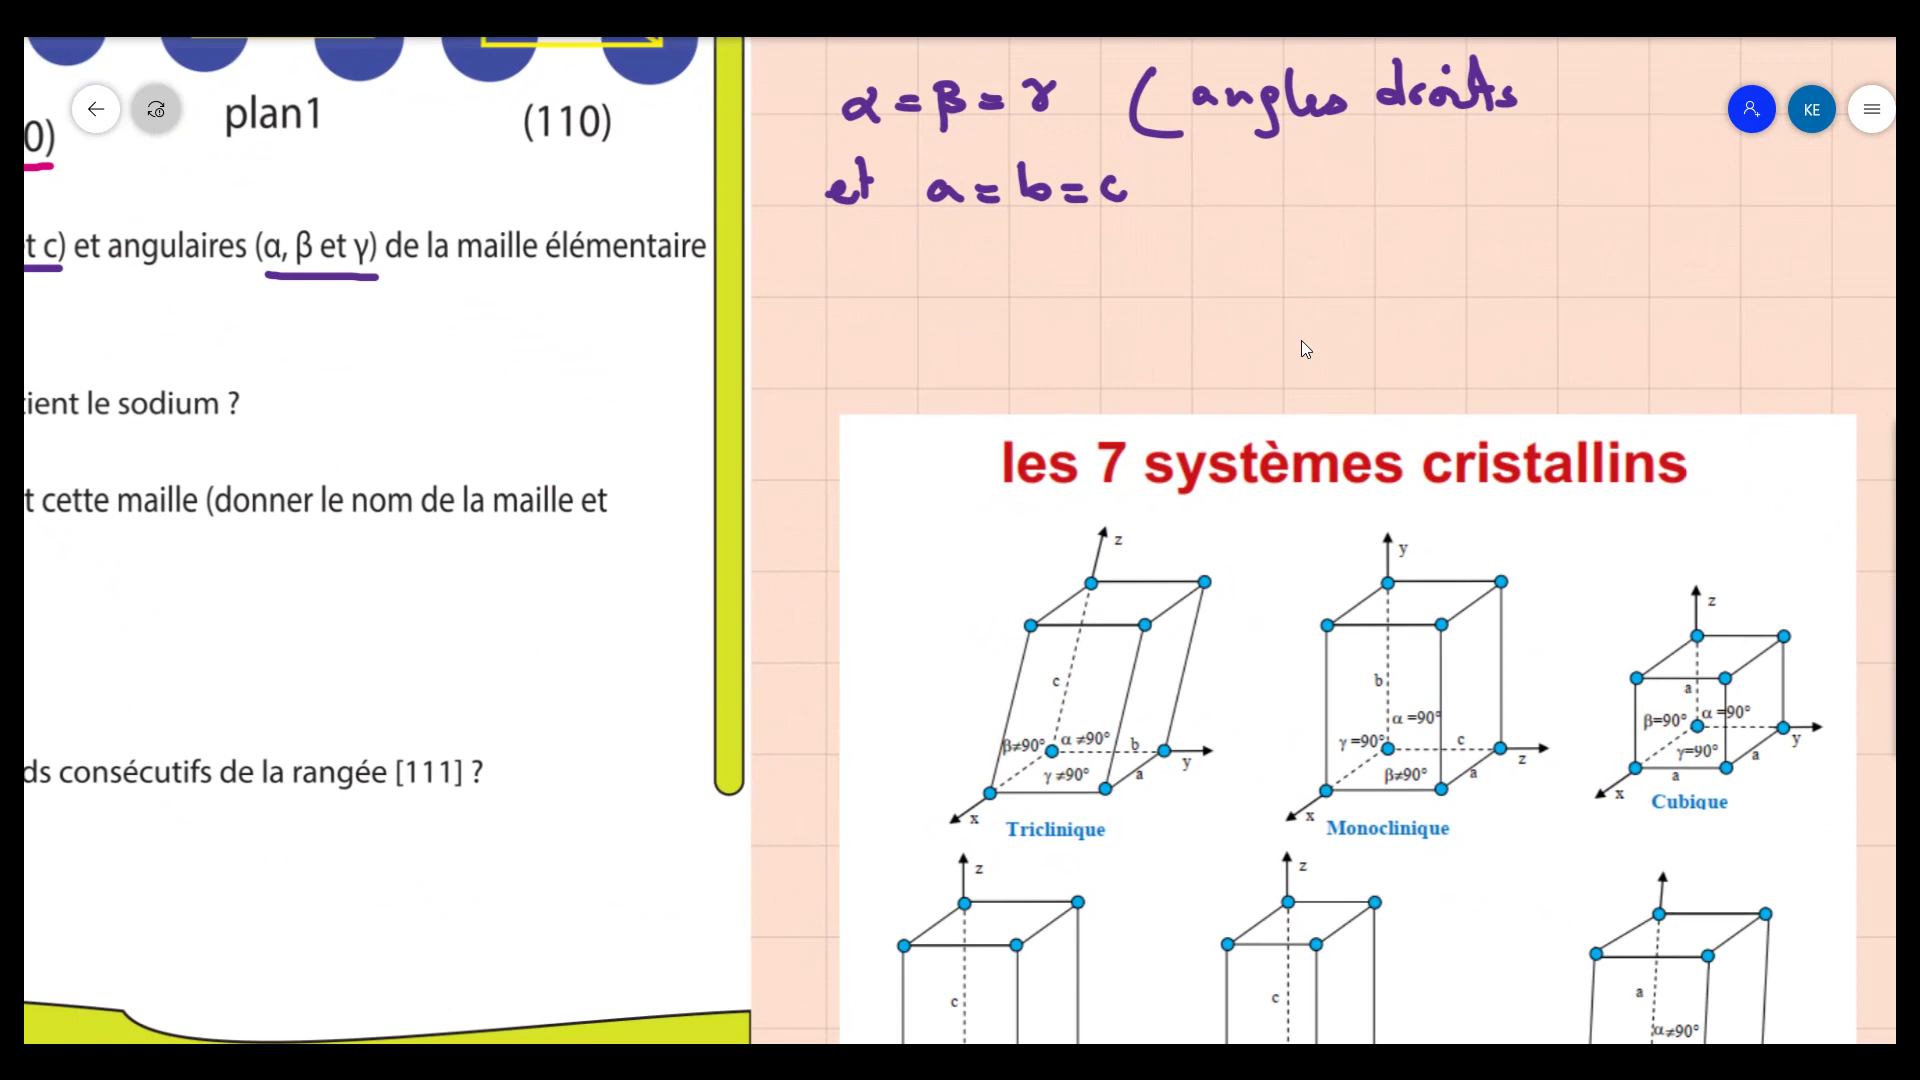 plan1
(110)
0)
t c) et angulaires (α, β et γ) de la maille élémentaire
ient le sodium ?
t cette maille (donner le nom de la maille et
ds consécutifs de la rangée [111] ?
α = β = γ ( angles droits
et a = b = c
KE
les 7 systèmes cristallins
z
c
β≠90° α ≠90° b
y
γ ≠90° a
x
Triclinique
y
b
α =90°
γ =90° c
z
β≠90° a
x
Monoclinique
z
a
β=90° α =90°
y
γ=90° a
a
x
Cubique
z
c
z
c
a
α≠90°